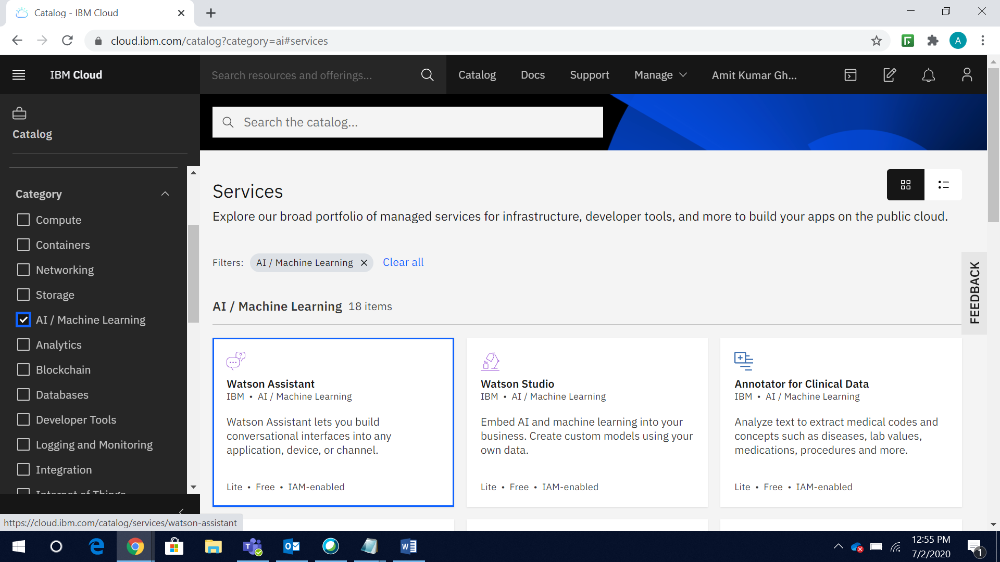 Catalog - IBM Cloud
cloud.ibm.com/catalog?category=ai#services
A
IBM Cloud
Search resources and offerings...
Catalog
Docs
Support
Manage
Amit Kumar Gh...
Catalog
Search the catalog...
Category
Compute
Containers
Networking
Storage
AI / Machine Learning
Analytics
Blockchain
Databases
Developer Tools
Logging and Monitoring
Integration
Internet of Things
Services
Explore our broad portfolio of managed services for infrastructure, developer tools, and more to build your apps on the public cloud.
Filters: AI / Machine Learning Clear all
FEEDBACK
AI / Machine Learning 18 items
Watson Assistant
IBM • AI / Machine Learning
Watson Assistant lets you build
conversational interfaces into any
application, device, or channel.
Lite • Free • IAM-enabled
Watson Studio
IBM • AI / Machine Learning
Embed AI and machine learning into your
business. Create custom models using your
own data.
Lite • Free • IAM-enabled
Annotator for Clinical Data
IBM • AI / Machine Learning
Analyze text to extract medical codes and
concepts such as diseases, lab values,
medications, procedures and more.
Lite • Free • IAM-enabled
https://cloud.ibm.com/catalog/services/watson-assistant
12:55 PM
7/2/2020
1